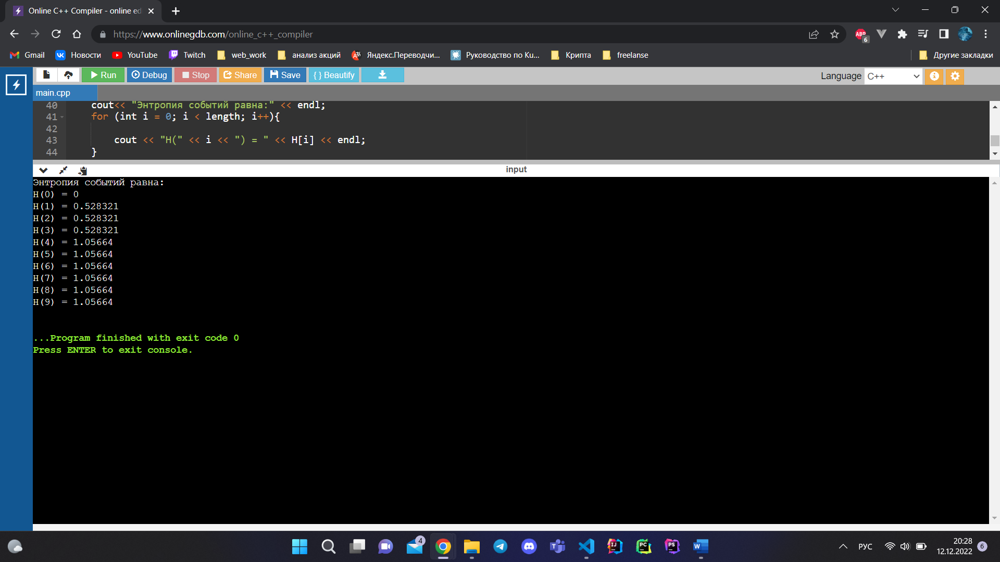 Online C++ Compiler - online ed
https://www.onlinegdb.com/online_c++_compiler
ABP
6
Gmail Новости YouTube Twitch web_work анализ акций Яндекс.Переводчи... Руководство по Ku... Крипта freelanse Другие закладки
Run Debug Stop Share Save { } Beautify Language C++
main.cpp
40 cout<< "Энтропия событий равна:" << endl;
41 for (int i = 0; i < length; i++){
42
43 cout << "H(" << i << ") = " << H[i] << endl;
44 }
input
Энтропия событий равна:
H(0) = 0
H(1) = 0.528321
H(2) = 0.528321
H(3) = 0.528321
H(4) = 1.05664
H(5) = 1.05664
H(6) = 1.05664
H(7) = 1.05664
H(8) = 1.05664
H(9) = 1.05664
...Program finished with exit code 0
Press ENTER to exit console.
4
РУС
20:28
12.12.2022
6